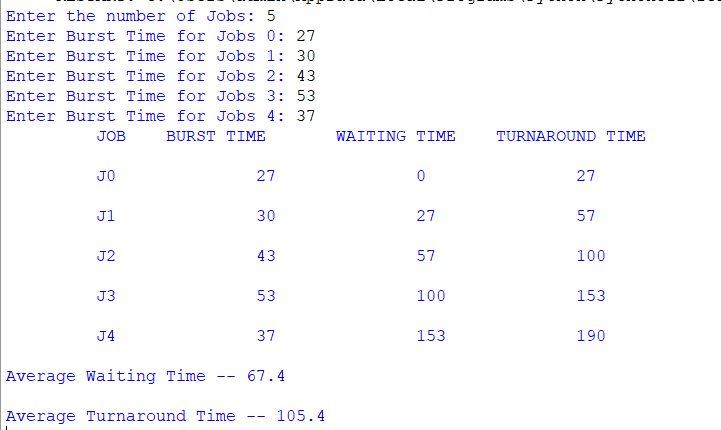 Enter the number of Jobs: 5
Enter Burst Time for Jobs 0: 27
Enter Burst Time for Jobs 1: 30
Enter Burst Time for Jobs 2: 43
Enter Burst Time for Jobs 3: 53
Enter Burst Time for Jobs 4: 37
JOB BURST TIME WAITING TIME TURNAROUND TIME
J0 27 0 27
J1 30 27 57
J2 43 57 100
J3 53 100 153
J4 37 153 190
Average Waiting Time -- 67.4
Average Turnaround Time -- 105.4